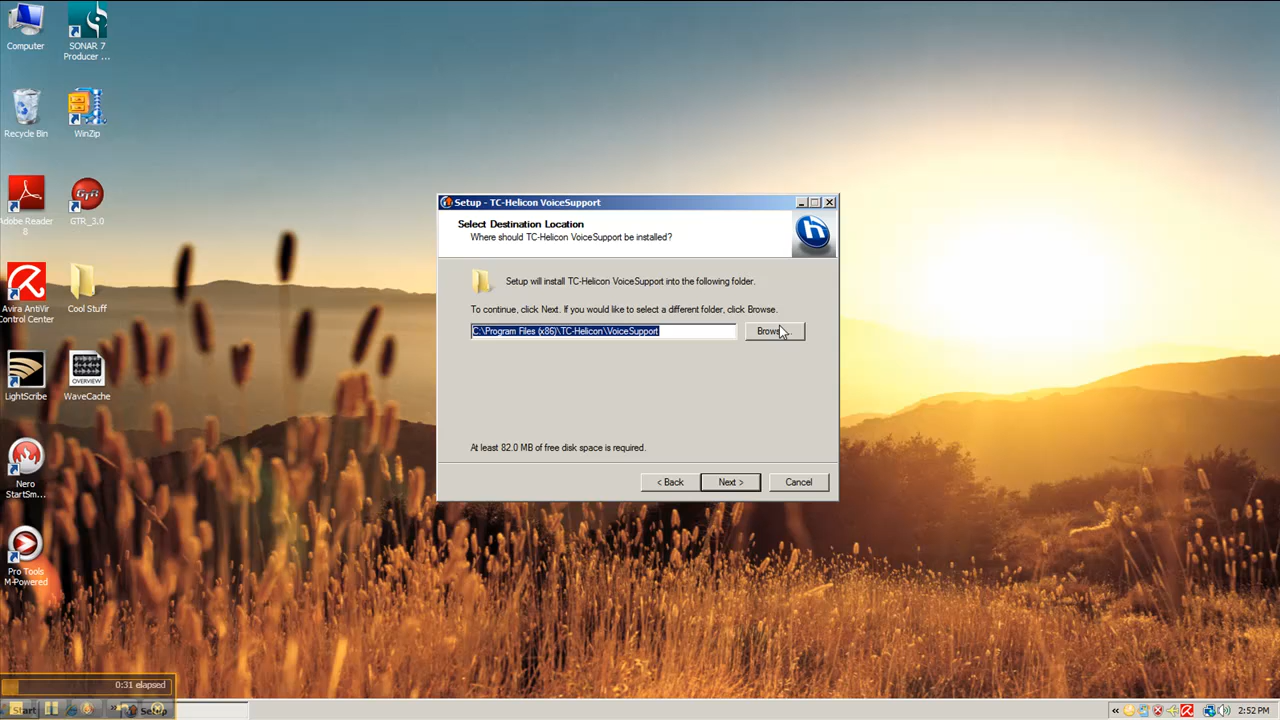 Computer
SONAR 7
Producer ...
Recycle Bin
WinZip
Adobe Reader
8
GTR_3.0
Avira AntiVir
Control Center
Cool Stuff
LightScribe
OVERVIEW
WaveCache
Nero
StartSm...
Pro Tools
M-Powered
Setup - TC-Helicon VoiceSupport
Select Destination Location
Where should TC-Helicon VoiceSupport be installed?
Setup will install TC-Helicon VoiceSupport into the following folder.
To continue, click Next. If you would like to select a different folder, click Browse.
C:\Program Files (x86)\TC-Helicon\VoiceSupport
Browse...
At least 82.0 MB of free disk space is required.
< Back
Next >
Cancel
0:31 elapsed
Start
Setup
2:52 PM